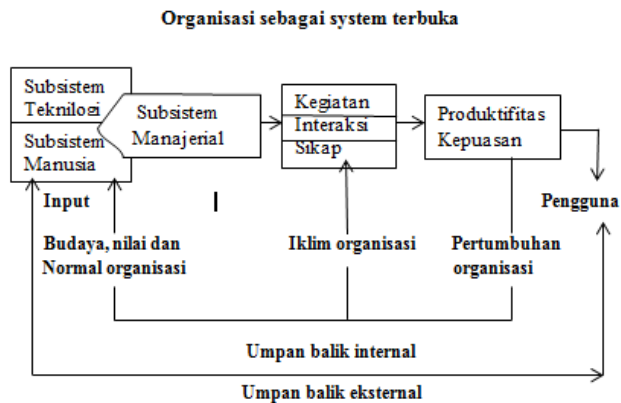 Organisasi sebagai system terbuka
Subsistem
Teknilogi
Subsistem
Manusia
Subsistem
Manajerial
Kegiatan
Interaksi
Sikap
Produktifitas
Kepuasan
Input
Pengguna
Budaya, nilai dan
Normal organisasi
Iklim organisasi
Pertumbuhan
organisasi
Umpan balik internal
Umpan balik eksternal